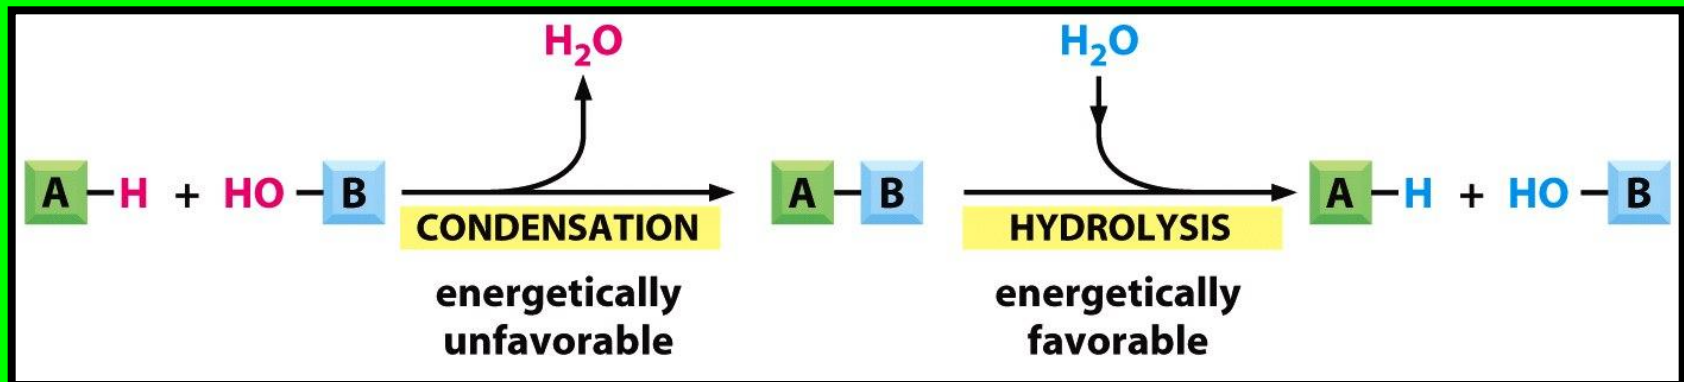 H₂O H₂O
A–H + HO–B A–B A–H + HO–B
CONDENSATION HYDROLYSIS
energetically energetically
unfavorable favorable